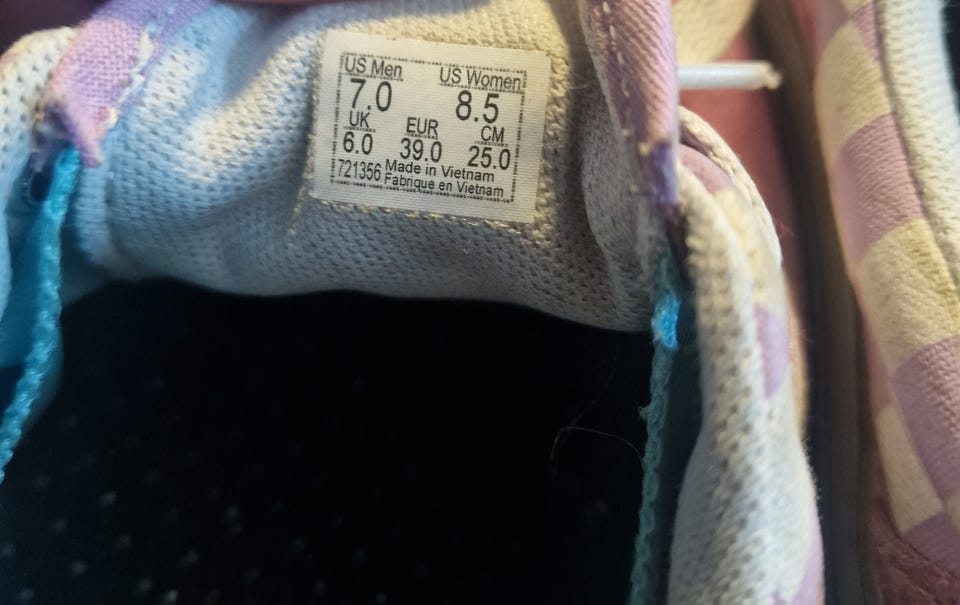 US Men US Women
7.0 8.5
UK EUR CM
6.0 39.0 25.0
721356 Made in Vietnam
Fabriqué en Vietnam